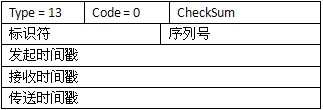 Type = 13 Code = 0 CheckSum
标识符 序列号
发起时间戳
接收时间戳
传送时间戳